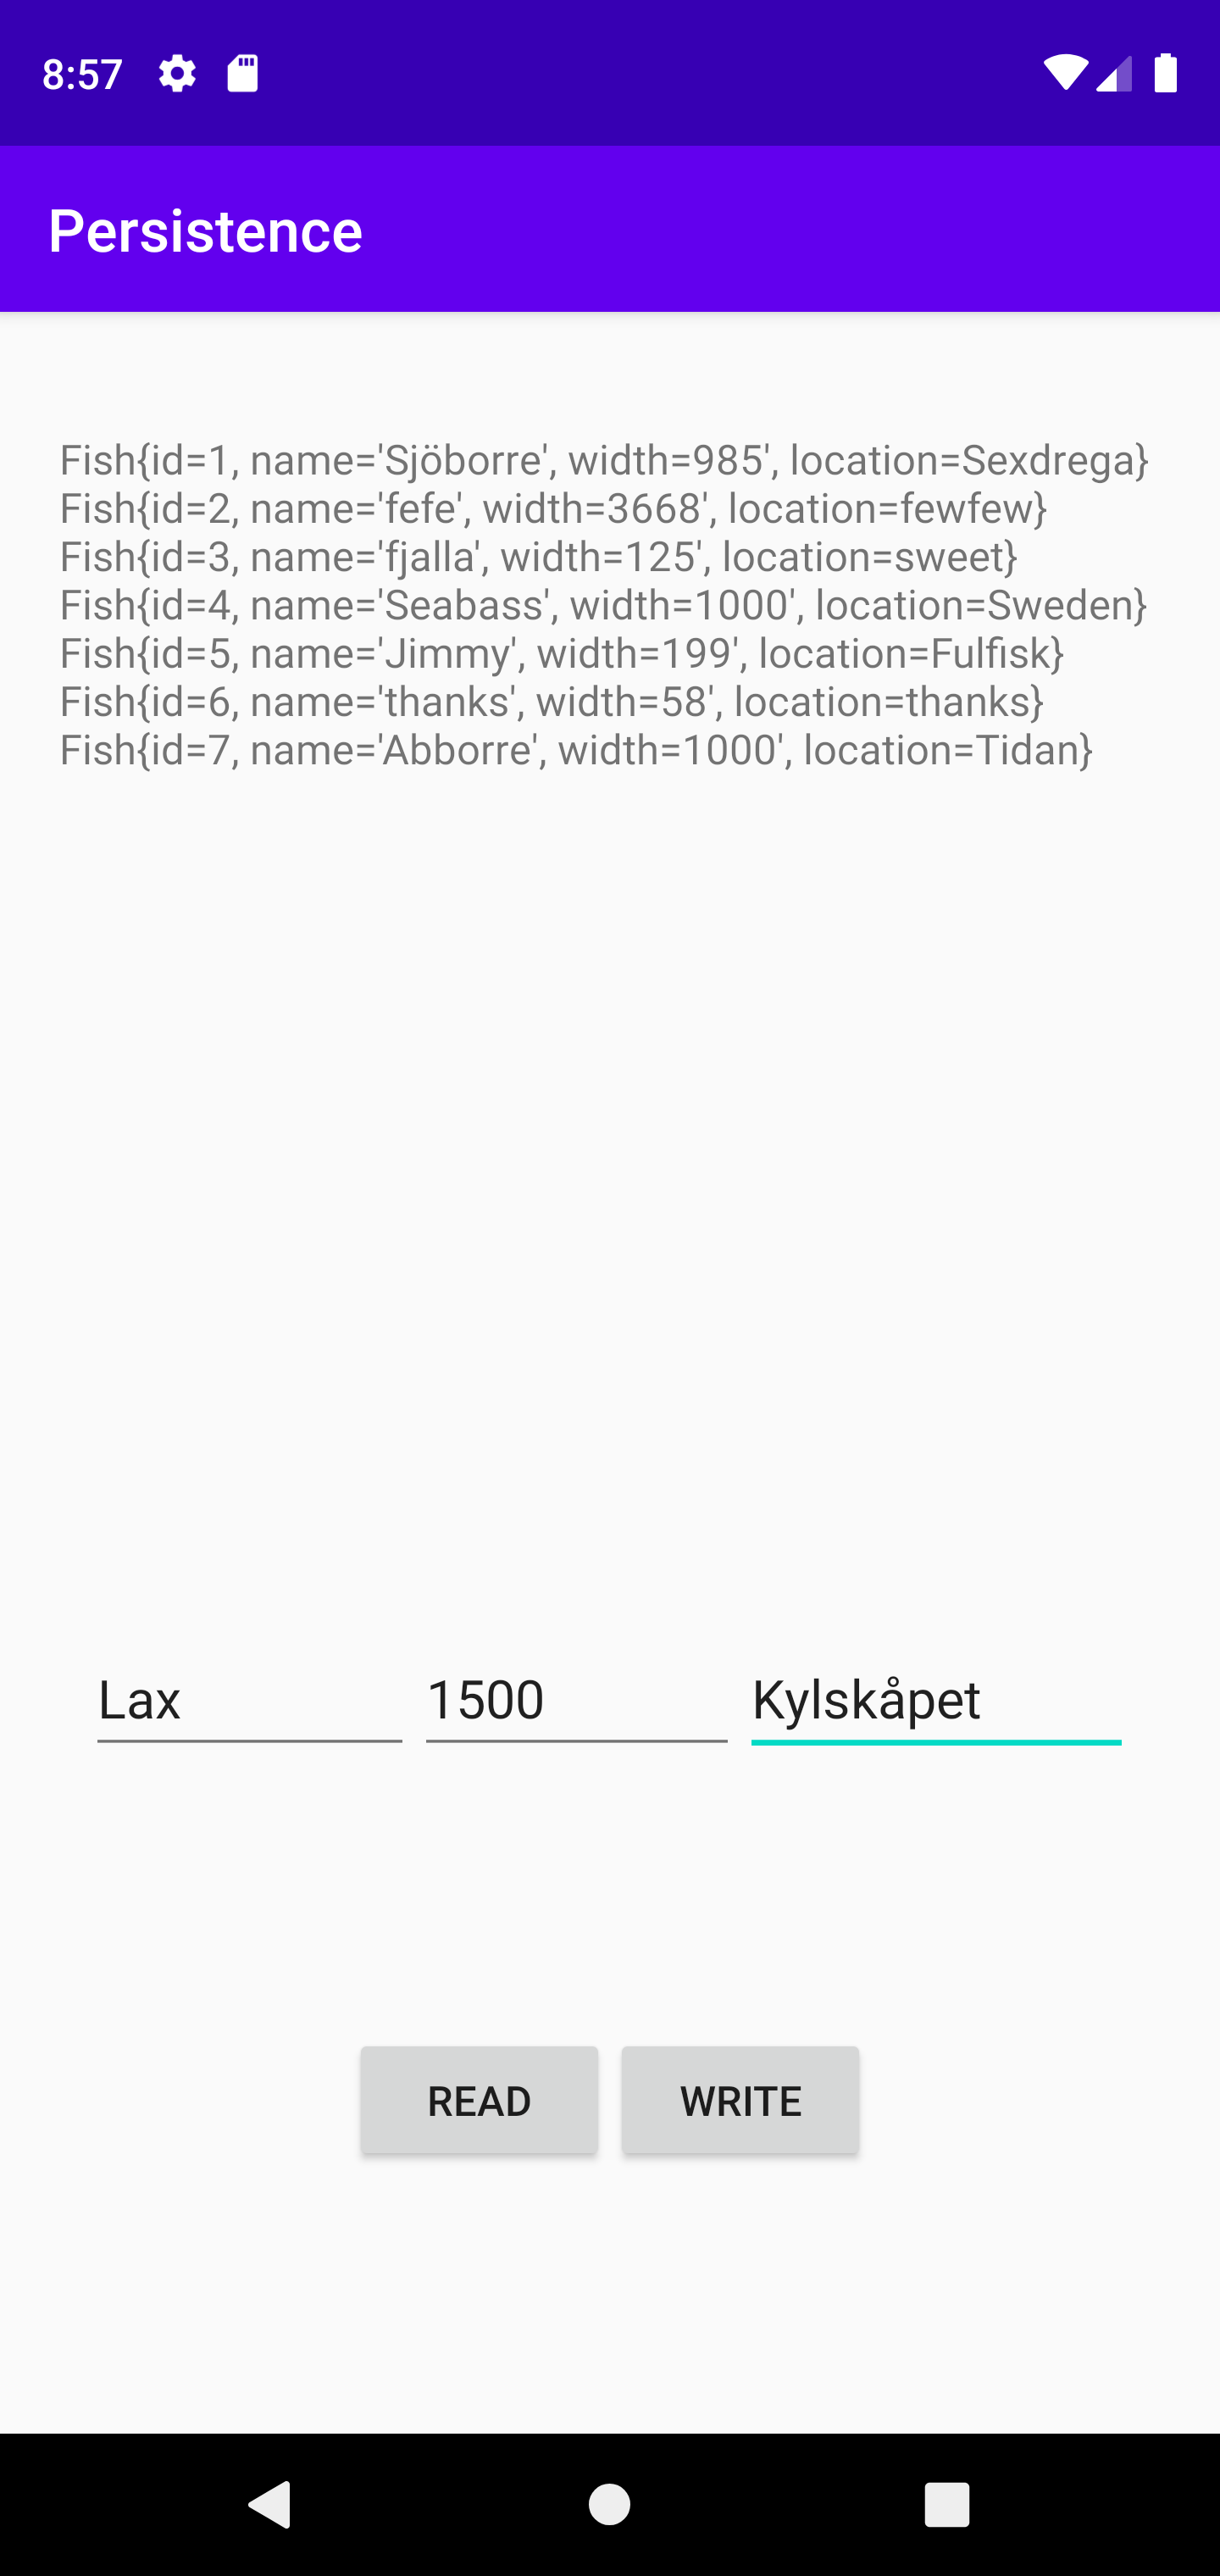 8:57
Persistence
Fish{id=1, name='Sjöborre', width=985', location=Sexdrega}
Fish{id=2, name='fefe', width=3668', location=fewfew}
Fish{id=3, name='fjalla', width=125', location=sweet}
Fish{id=4, name='Seabass', width=1000', location=Sweden}
Fish{id=5, name='Jimmy', width=199', location=Fulfisk}
Fish{id=6, name='thanks', width=58', location=thanks}
Fish{id=7, name='Abborre', width=1000', location=Tidan}
Lax 1500 Kylskåpet
READ WRITE